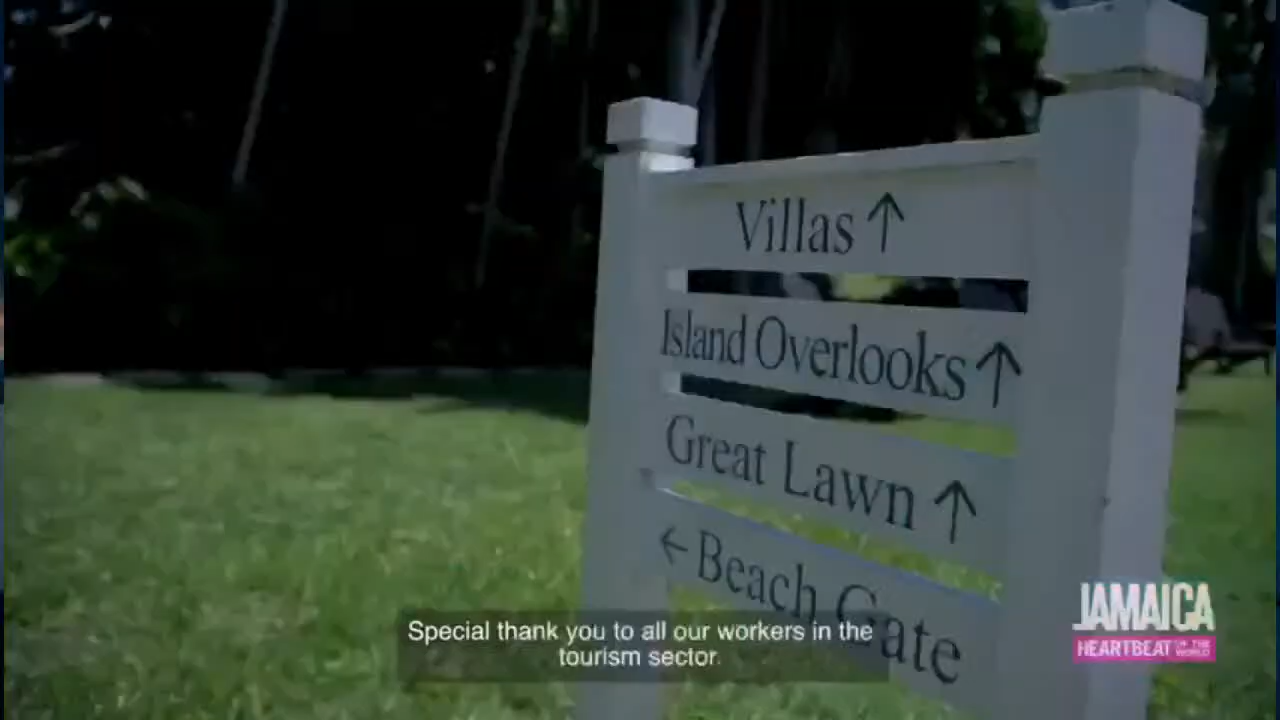 Villas ↑
Island Overlooks ↑
Great Lawn ↑
← Beach Gate
Special thank you to all our workers in the
tourism sector.
JAMAICA
HEARTBEAT OF THE WORLD